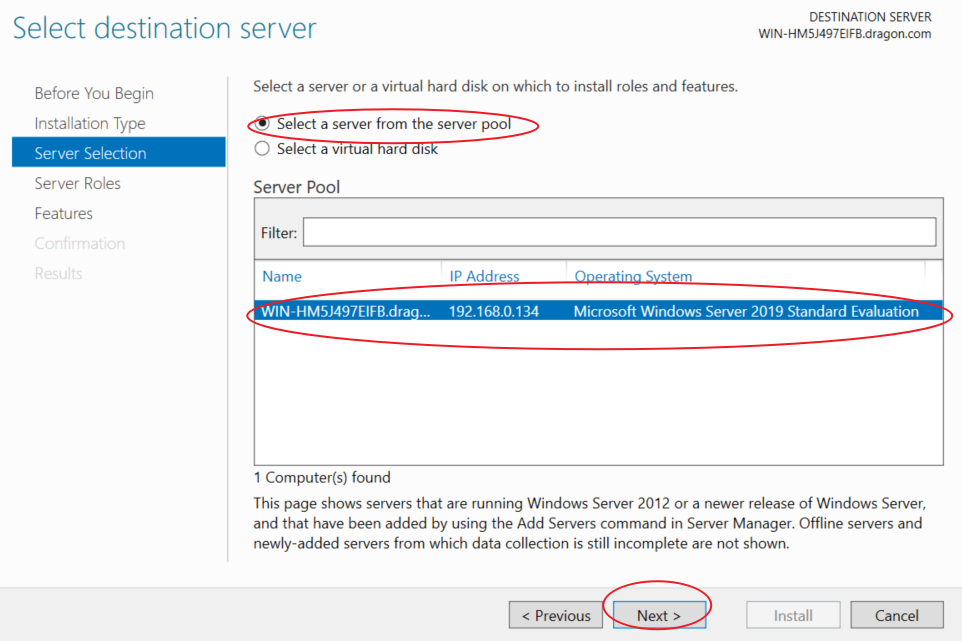 Select destination server
DESTINATION SERVER
WIN-HM5J497EIFB.dragon.com
Before You Begin
Installation Type
Server Selection
Server Roles
Features
Confirmation
Results
Select a server or a virtual hard disk on which to install roles and features.
Select a server from the server pool
Select a virtual hard disk
Server Pool
Filter:
Name IP Address Operating System
WIN-HM5J497EIFB.drag... 192.168.0.134 Microsoft Windows Server 2019 Standard Evaluation
1 Computer(s) found
This page shows servers that are running Windows Server 2012 or a newer release of Windows Server,
and that have been added by using the Add Servers command in Server Manager. Offline servers and
newly-added servers from which data collection is still incomplete are not shown.
< Previous Next > Install Cancel